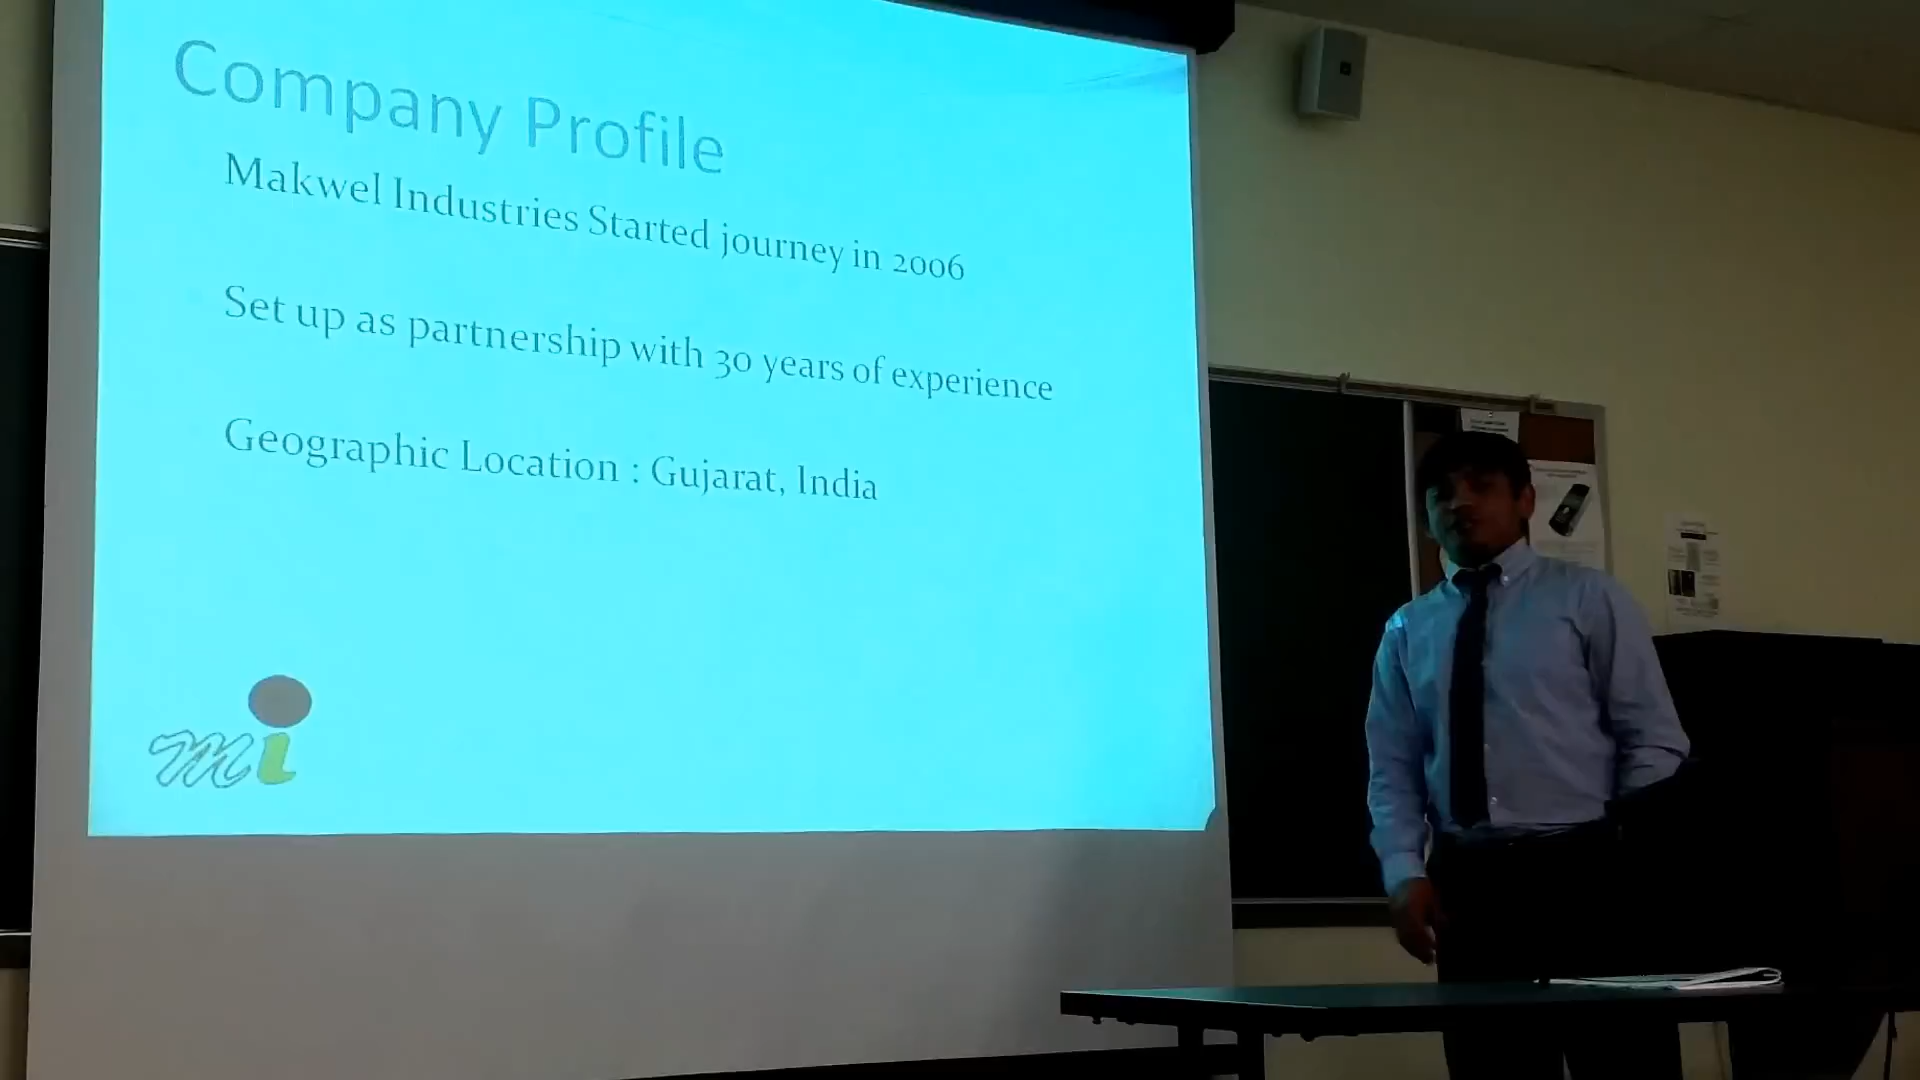 Company Profile
Makwel Industries Started journey in 2006
Set up as partnership with 30 years of experience
Geographic Location : Gujarat, India
mi